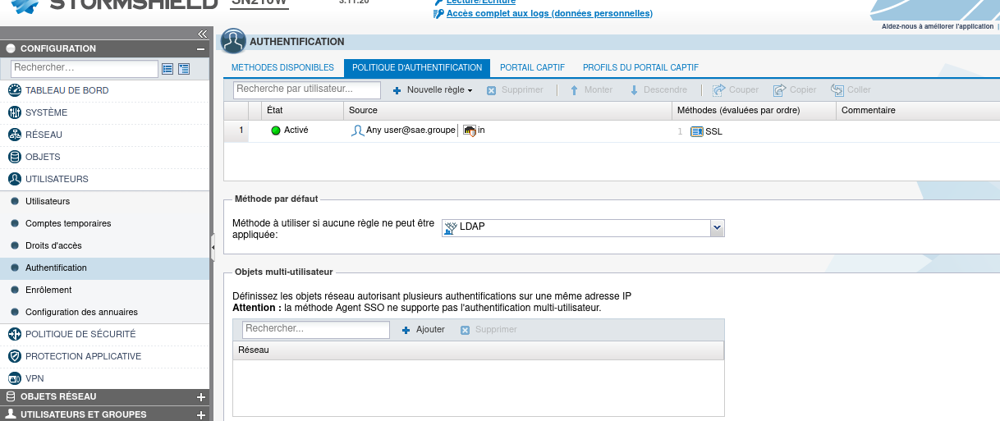 STORMSHIELD
SN210W
3.11.20
Lecture/Écriture
Accès complet aux logs (données personnelles)
Aidez-nous à améliorer l'application |
CONFIGURATION
Rechercher...
TABLEAU DE BORD
SYSTÈME
RÉSEAU
OBJETS
UTILISATEURS
Utilisateurs
Comptes temporaires
Droits d'accès
Authentification
Enrôlement
Configuration des annuaires
POLITIQUE DE SÉCURITÉ
PROTECTION APPLICATIVE
VPN
OBJETS RÉSEAU
UTILISATEURS ET GROUPES
AUTHENTIFICATION
METHODES DISPONIBLES POLITIQUE D'AUTHENTIFICATION PORTAIL CAPTIF PROFILS DU PORTAIL CAPTIF
Recherche par utilisateur... Nouvelle règle Supprimer Monter Descendre Couper Copier Coller
État Source Méthodes (évaluées par ordre) Commentaire
1 Activé Any user@sae.groupe in 1 SSL
Méthode par défaut
Méthode à utiliser si aucune règle ne peut être
appliquée:
LDAP
Objets multi-utilisateur
Définissez les objets réseau autorisant plusieurs authentifications sur une même adresse IP
Attention : la méthode Agent SSO ne supporte pas l'authentification multi-utilisateur.
Rechercher... Ajouter Supprimer
Réseau